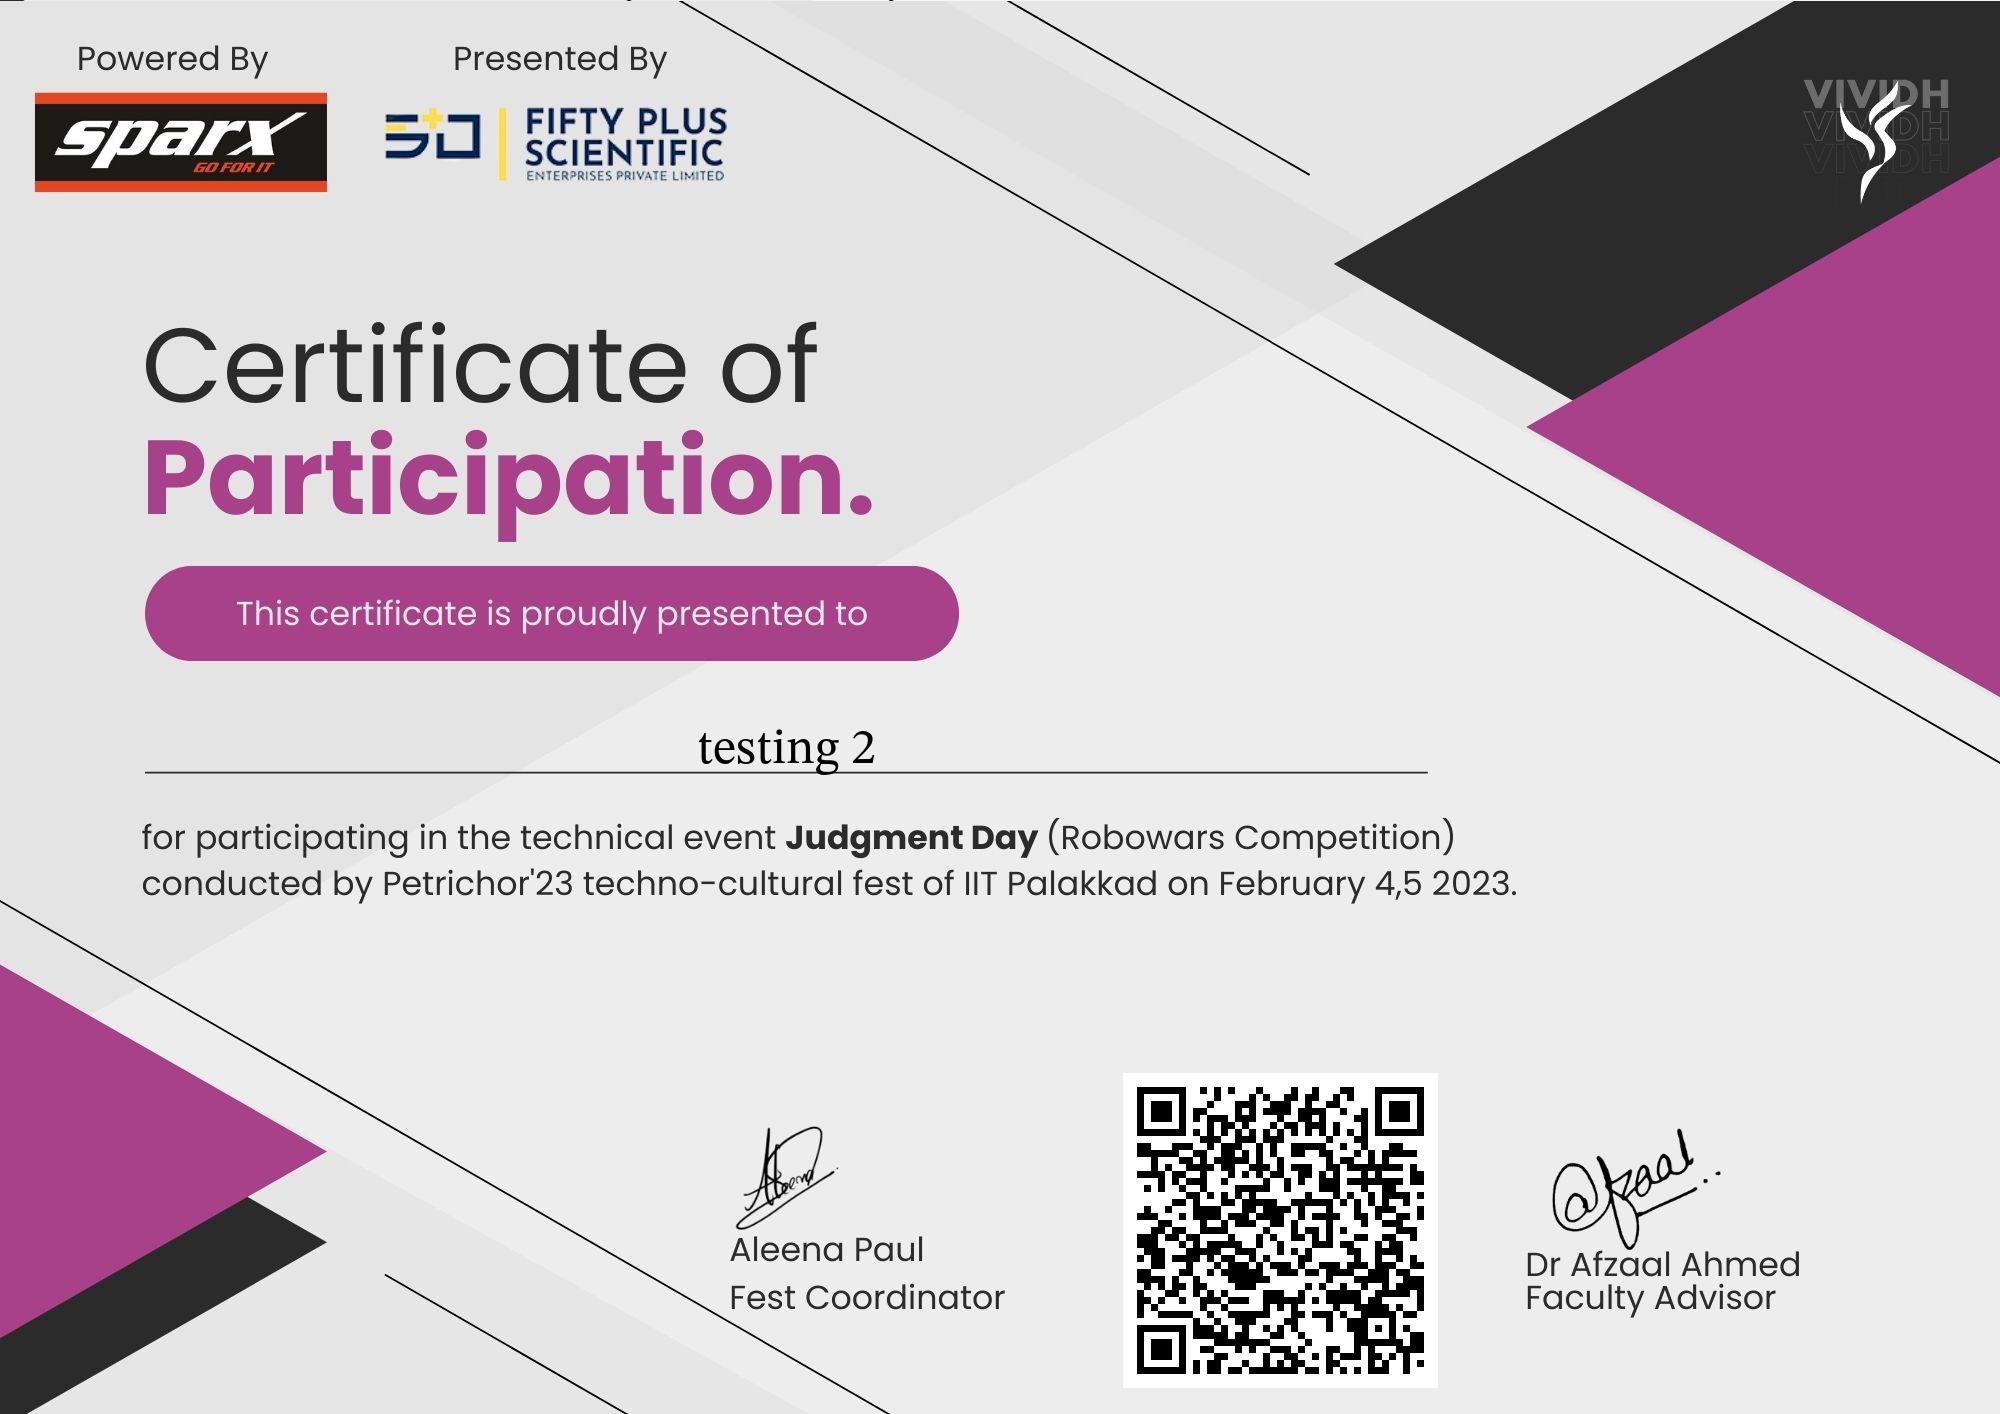 Powered By
Presented By
sparx
GO FOR IT
50
FIFTY PLUS
SCIENTIFIC
ENTERPRISES PRIVATE LIMITED
VIVIDH
VIVIDH
VIVIDH
Certificate of
Participation.
This certificate is proudly presented to
testing 2
for participating in the technical event Judgment Day (Robowars Competition)
conducted by Petrichor'23 techno-cultural fest of IIT Palakkad on February 4,5 2023.
Aleena
Aleena Paul
Fest Coordinator
Afzaal
Dr Afzaal Ahmed
Faculty Advisor